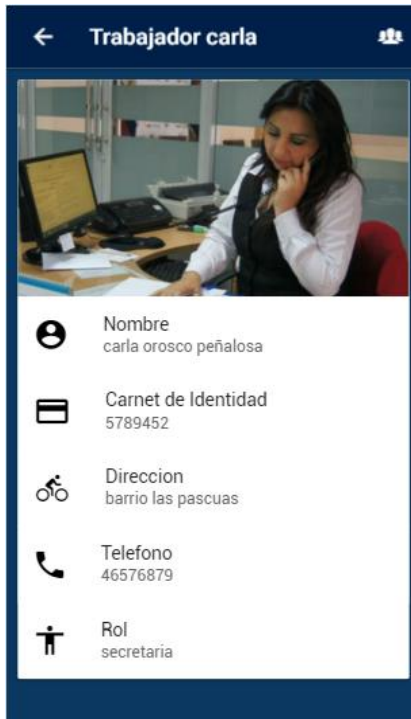 Trabajador carla
Nombre
carla orosco peñalosa
Carnet de Identidad
5789452
Direccion
barrio las pascuas
Telefono
46576879
Rol
secretaria